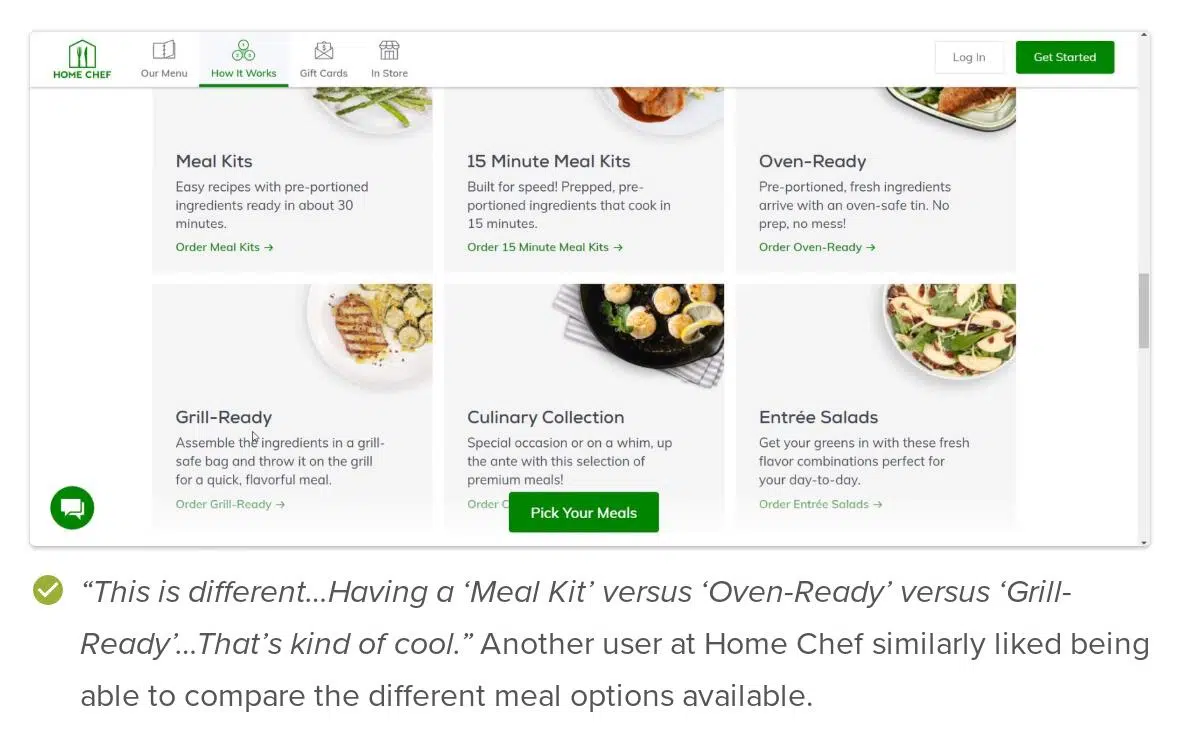 HOME CHEF
Our Menu
How It Works
Gift Cards
In Store
Log In
Get Started
Meal Kits
Easy recipes with pre-portioned
ingredients ready in about 30
minutes.
Order Meal Kits →
15 Minute Meal Kits
Built for speed! Prepped, pre-
portioned ingredients that cook in
15 minutes.
Order 15 Minute Meal Kits →
Oven-Ready
Pre-portioned, fresh ingredients
arrive with an oven-safe tin. No
prep, no mess!
Order Oven-Ready →
Grill-Ready
Assemble the ingredients in a grill-
safe bag and throw it on the grill
for a quick, flavorful meal.
Order Grill-Ready →
Culinary Collection
Special occasion or on a whim, up
the ante with this selection of
premium meals!
Order C
Entrée Salads
Get your greens in with these fresh
flavor combinations perfect for
your day-to-day.
Order Entrée Salads →
Pick Your Meals
“This is different...Having a ‘Meal Kit’ versus ‘Oven-Ready’ versus ‘Grill-
Ready’...That’s kind of cool.” Another user at Home Chef similarly liked being
able to compare the different meal options available.